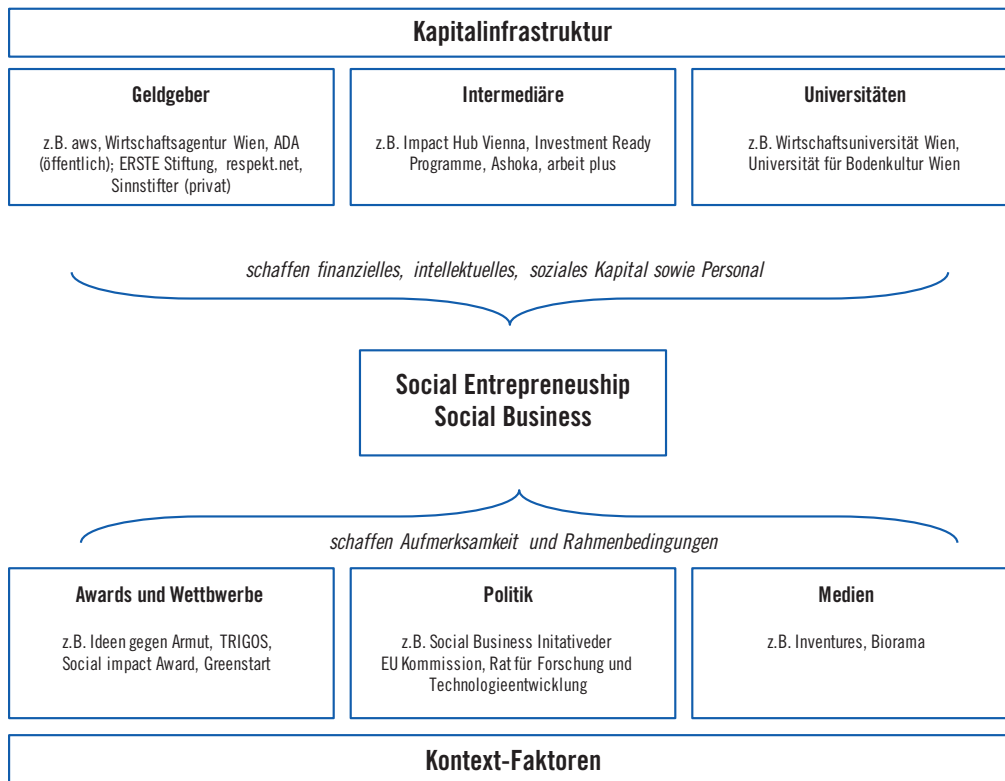 Kapitalinfrastruktur
Geldgeber
z.B. aws, Wirtschaftsagentur Wien, ADA
(öffentlich); ERSTE Stiftung, respekt.net,
Sinnstifter (privat)
Intermediäre
z.B. Impact Hub Vienna, Investment Ready
Programme, Ashoka, arbeit plus
Universitäten
z.B. Wirtschaftsuniversität Wien,
Universität für Bodenkultur Wien
schaffen finanzielles, intellektuelles, soziales Kapital sowie Personal
Social Entrepreneuship
Social Business
schaffen Aufmerksamkeit und Rahmenbedingungen
Awards und Wettbwerbe
z.B. Ideen gegen Armut, TRIGOS,
Social impact Award, Greenstart
Politik
z.B. Social Business Initativeder
EU Kommission, Rat für Forschung und
Technologieentwicklung
Medien
z.B. Inventures, Biorama
Kontext-Faktoren